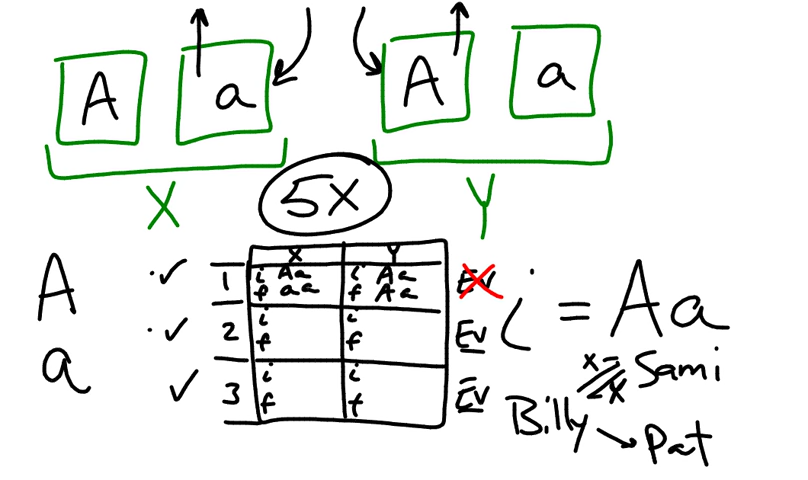 A a A a
X Y
5X
X Y
A ✓ 1 i Aa i Aa EV
f aa f Aa
i = Aa
a ✓ 2 i i EV
f f
✓ 3 i i EV
f f
X Sami
X
Billy → Pat